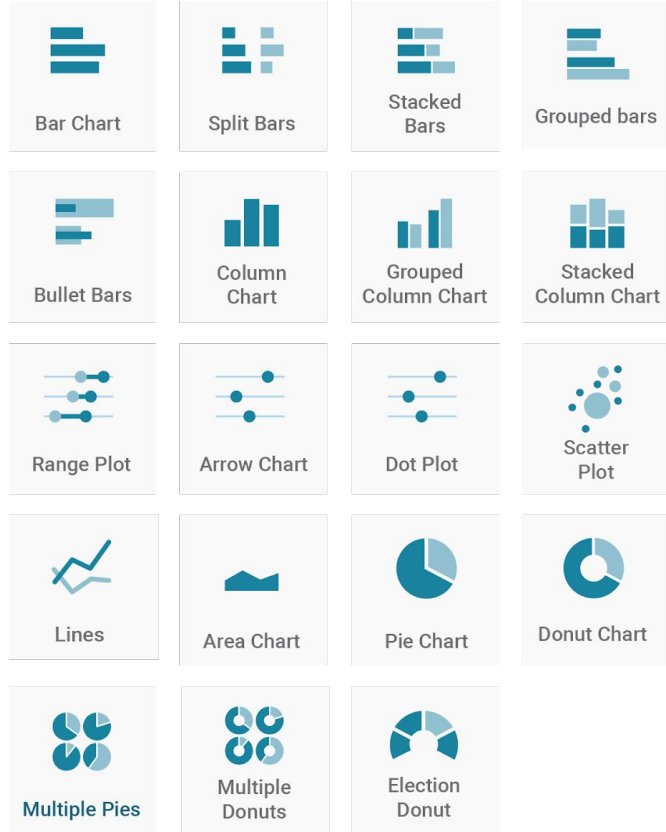 Bar Chart
Split Bars
Stacked
Bars
Grouped bars
Bullet Bars
Column
Chart
Grouped
Column Chart
Stacked
Column Chart
Range Plot
Arrow Chart
Dot Plot
Scatter
Plot
Lines
Area Chart
Pie Chart
Donut Chart
Multiple Pies
Multiple
Donuts
Election
Donut